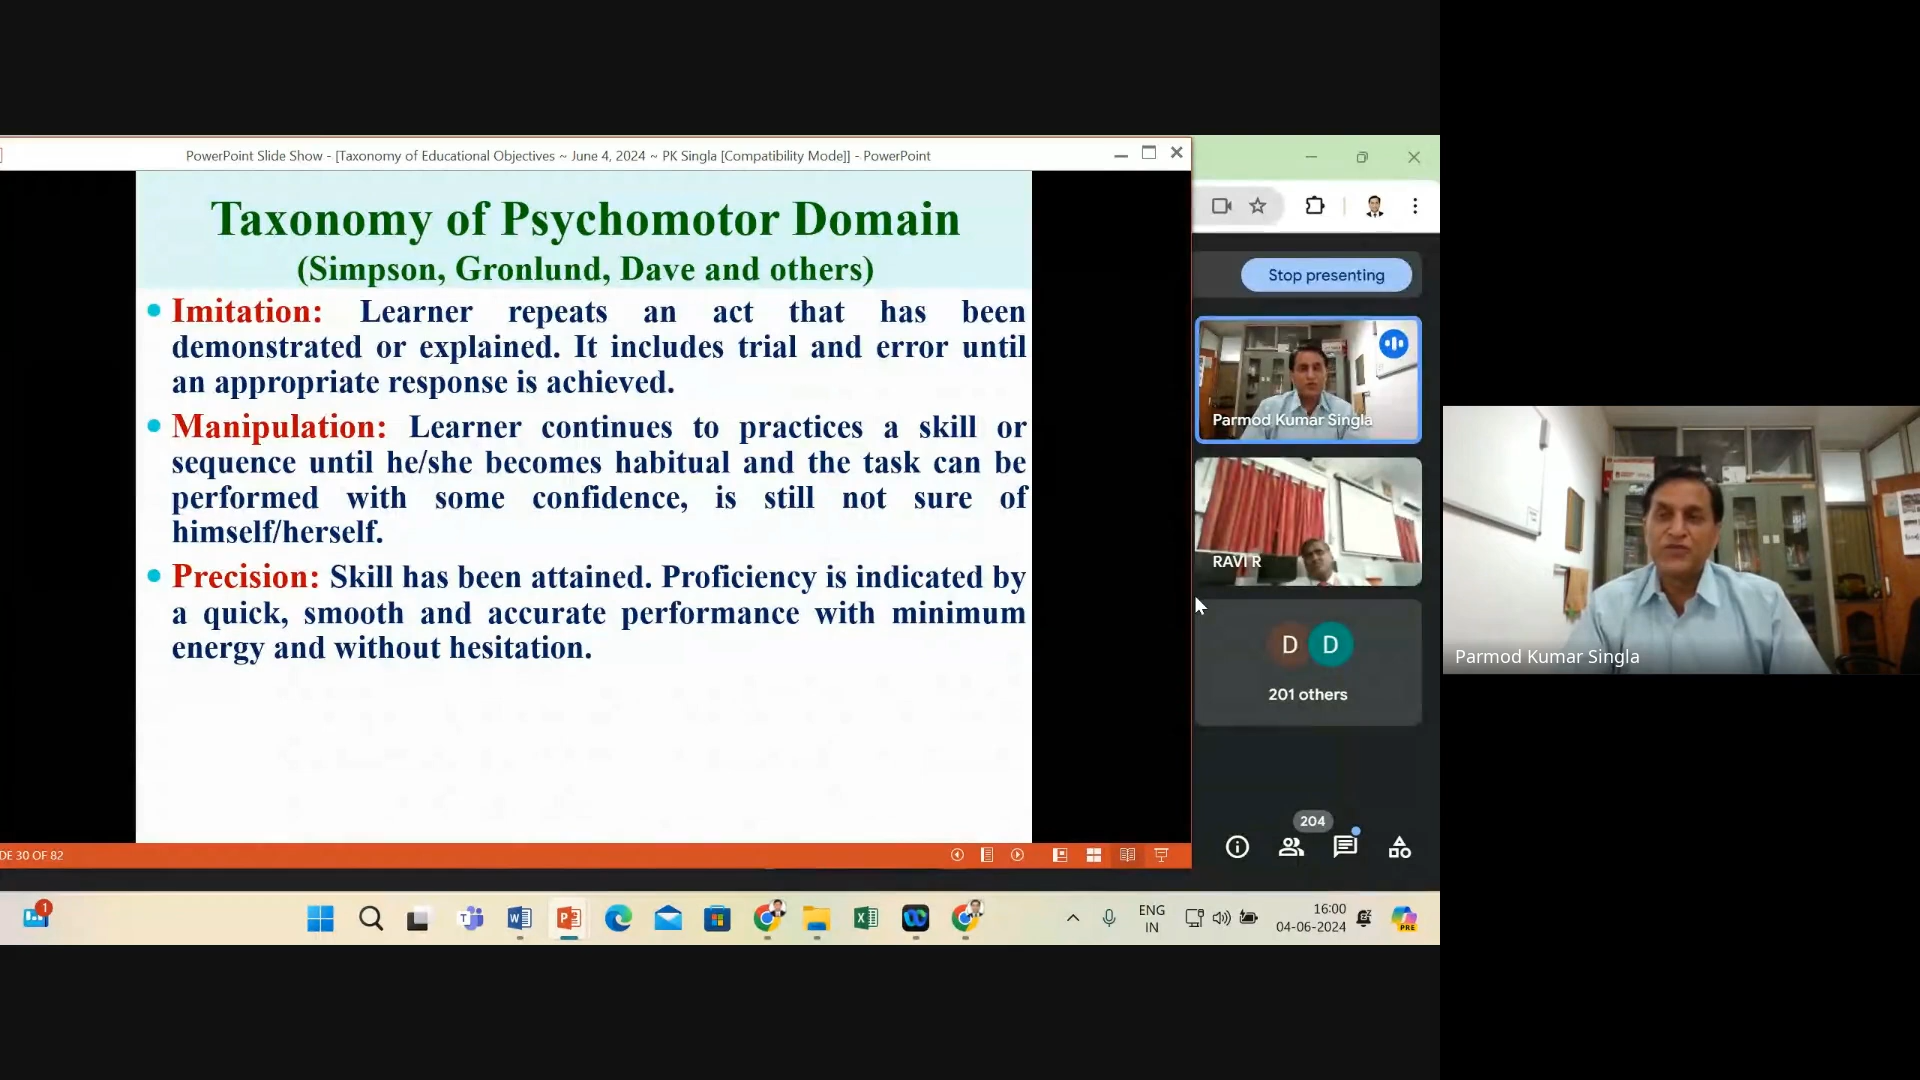 PowerPoint Slide Show - [Taxonomy of Educational Objectives ~ June 4, 2024 ~ PK Singla [Compatibility Mode]] - PowerPoint
Taxonomy of Psychomotor Domain
(Simpson, Gronlund, Dave and others)
Imitation: Learner repeats an act that has been
demonstrated or explained. It includes trial and error until
an appropriate response is achieved.
Manipulation: Learner continues to practices a skill or
sequence until he/she becomes habitual and the task can be
performed with some confidence, is still not sure of
himself/herself.
Precision: Skill has been attained. Proficiency is indicated by
a quick, smooth and accurate performance with minimum
energy and without hesitation.
DE 30 OF 82
Stop presenting
Parmod Kumar Singla
RAVI R
D D
201 others
204
Parmod Kumar Singla
1
ENG
IN
16:00
04-06-2024
PRE